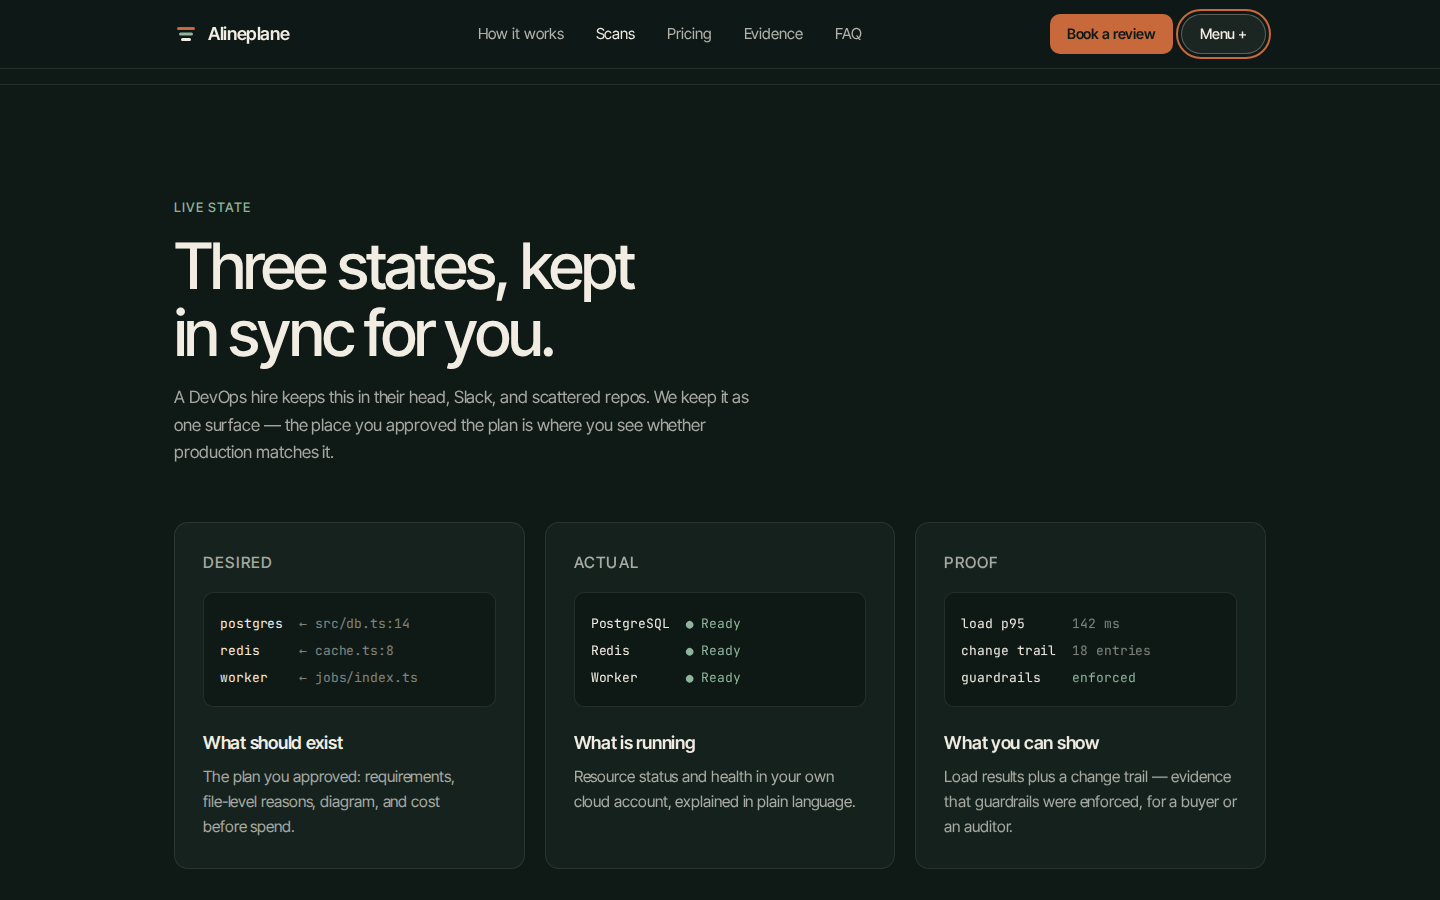 Alineplane
How it works
Scans
Pricing
Evidence
FAQ
Book a review
Menu +
LIVE STATE
Three states, kept
in sync for you.
A DevOps hire keeps this in their head, Slack, and scattered repos. We keep it as
one surface — the place you approved the plan is where you see whether
production matches it.
DESIRED
postgres ← src/db.ts:14
redis ← cache.ts:8
worker ← jobs/index.ts
What should exist
The plan you approved: requirements,
file-level reasons, diagram, and cost
before spend.
ACTUAL
PostgreSQL ● Ready
Redis ● Ready
Worker ● Ready
What is running
Resource status and health in your own
cloud account, explained in plain language.
PROOF
load p95 142 ms
change trail 18 entries
guardrails enforced
What you can show
Load results plus a change trail — evidence
that guardrails were enforced, for a buyer or
an auditor.